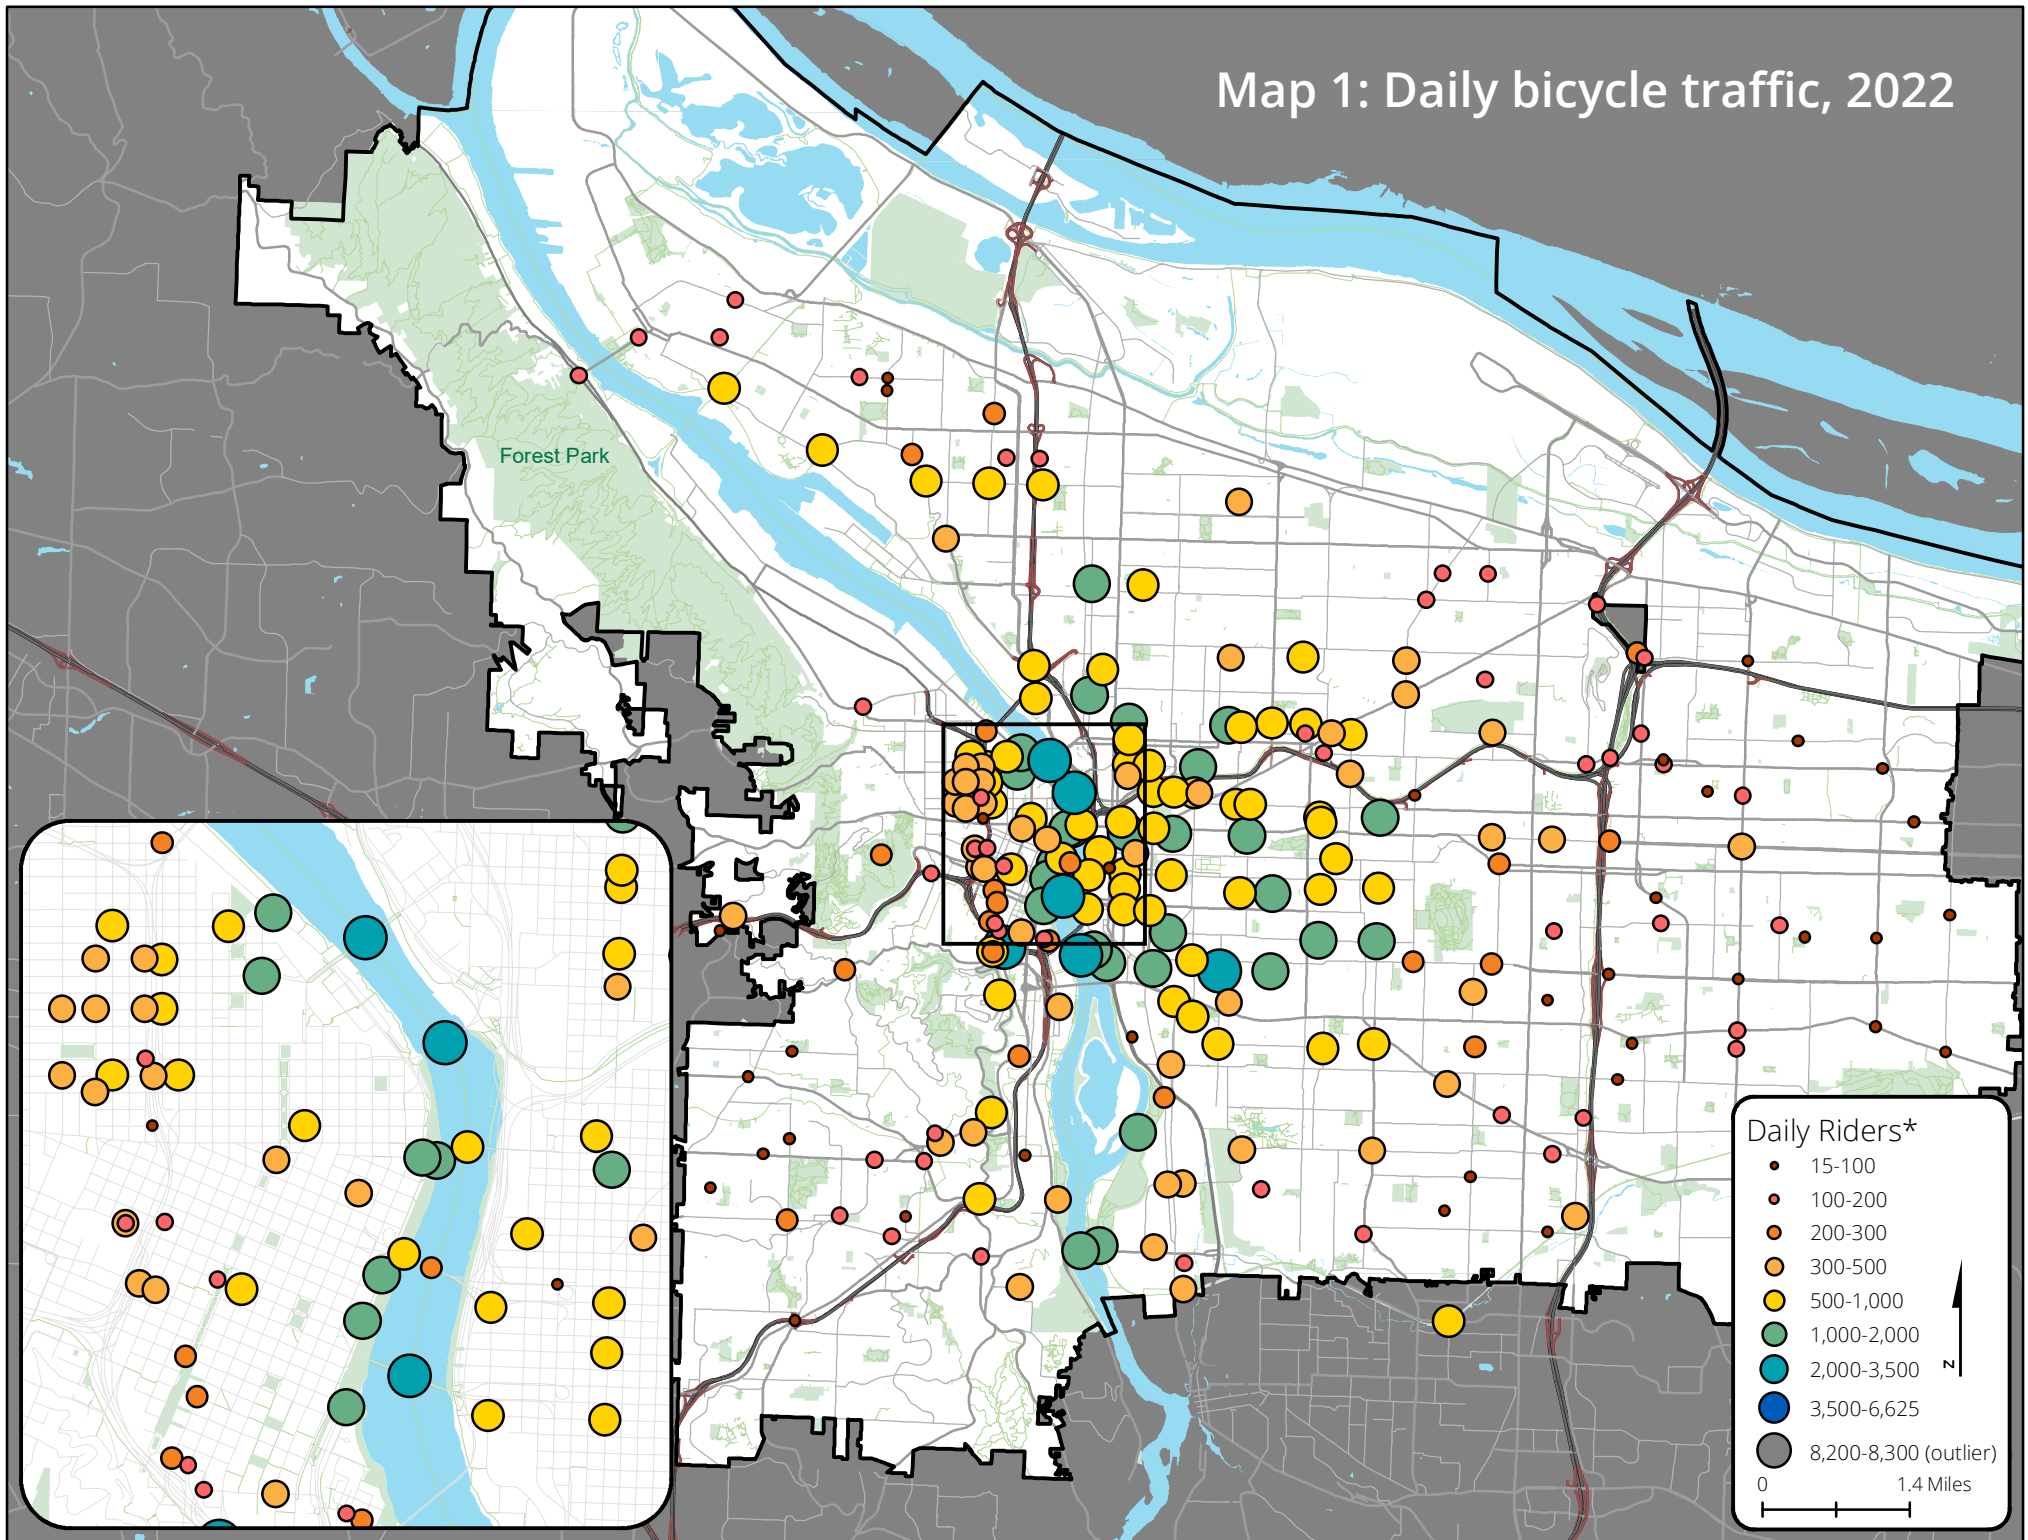 Map 1: Daily bicycle traffic, 2022
Forest Park
Daily Riders*
15-100
100-200
200-300
300-500
500-1,000
1,000-2,000
2,000-3,500
3,500-6,625
8,200-8,300 (outlier)
N
0 1.4 Miles